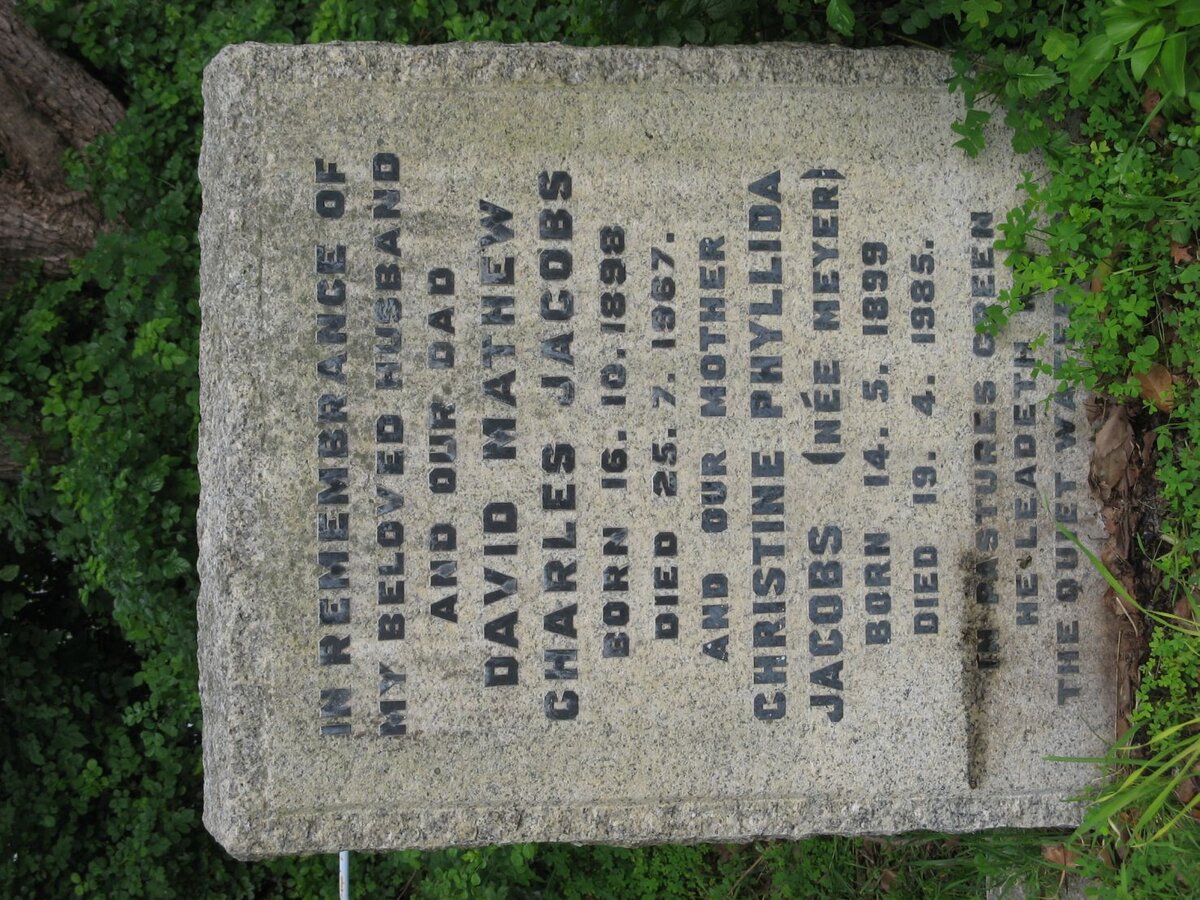 IN REMEMBRANCE OF
MY BELOVED HUSBAND
AND OUR DAD
DAVID MATHEW
CHARLES JACOBS
BORN 16. 10. 1898
DIED 25. 7. 1967.
AND OUR MOTHER
CHRISTINE PHYLLIDA
JACOBS (NÉE MEYER)
BORN 14. 5. 1899
DIED 19. 4. 1985.
IN PASTURES GREEN
HE LEADETH
THE QUIET